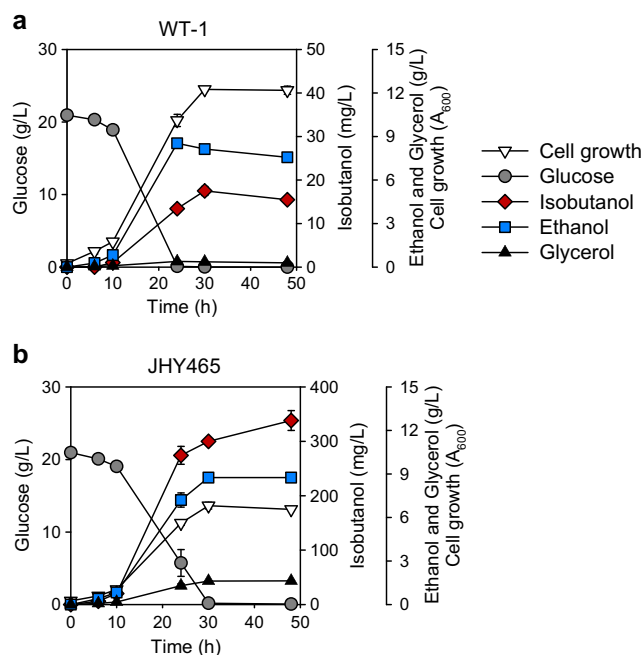 a
WT-1
30
20
10
0
Glucose (g/L)
0 10 20 30 40 50
Time (h)
50
40
30
20
10
0
Isobutanol (mg/L)
15
12
9
6
3
0
Ethanol and Glycerol (g/L)
Cell growth (A600)
Cell growth
Glucose
Isobutanol
Ethanol
Glycerol
b
JHY465
30
20
10
0
Glucose (g/L)
0 10 20 30 40 50
Time (h)
400
300
200
100
0
Isobutanol (mg/L)
15
12
9
6
3
0
Ethanol and Glycerol (g/L)
Cell growth (A600)